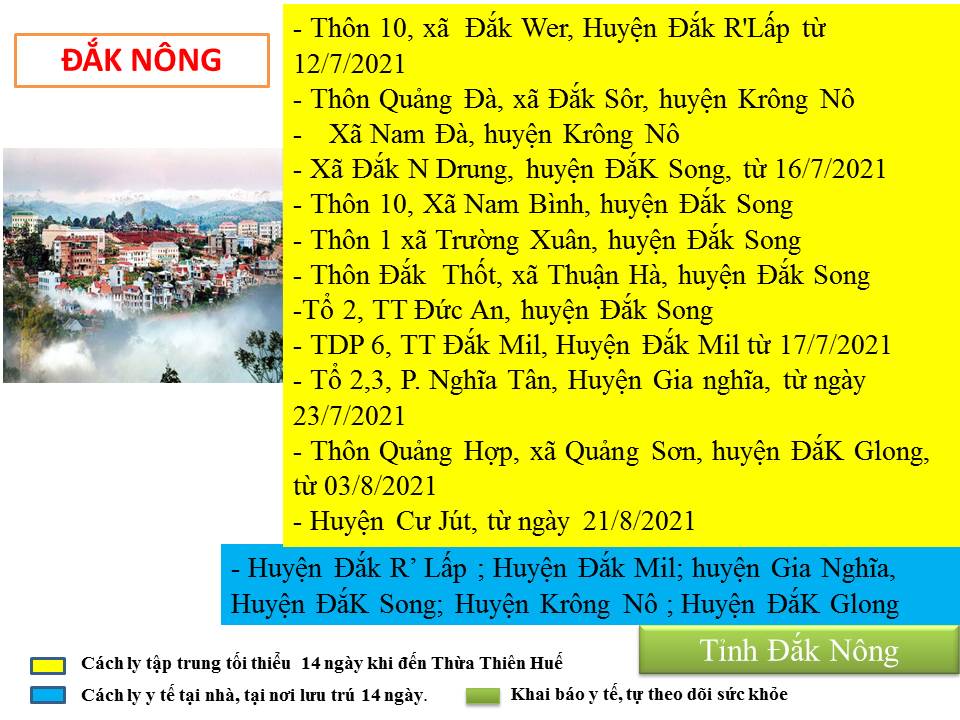 ĐẮK NÔNG
- Thôn 10, xã Đắk Wer, Huyện Đắk R'Lấp từ
12/7/2021
- Thôn Quảng Đà, xã Đắk Sôr, huyện Krông Nô
- Xã Nam Đà, huyện Krông Nô
- Xã Đắk N Drung, huyện ĐắK Song, từ 16/7/2021
- Thôn 10, Xã Nam Bình, huyện Đắk Song
- Thôn 1 xã Trường Xuân, huyện Đắk Song
- Thôn Đắk Thốt, xã Thuận Hà, huyện Đắk Song
-Tổ 2, TT Đức An, huyện Đắk Song
- TDP 6, TT Đắk Mil, Huyện Đắk Mil từ 17/7/2021
- Tổ 2,3, P. Nghĩa Tân, Huyện Gia nghĩa, từ ngày
23/7/2021
- Thôn Quảng Hợp, xã Quảng Sơn, huyện ĐắK Glong,
từ 03/8/2021
- Huyện Cư Jút, từ ngày 21/8/2021
- Huyện Đắk R’ Lấp ; Huyện Đắk Mil; huyện Gia Nghĩa,
Huyện ĐắK Song; Huyện Krông Nô ; Huyện ĐắK Glong
Tỉnh Đắk Nông
Cách ly tập trung tối thiểu 14 ngày khi đến Thừa Thiên Huế
Cách ly y tế tại nhà, tại nơi lưu trú 14 ngày.
Khai báo y tế, tự theo dõi sức khỏe